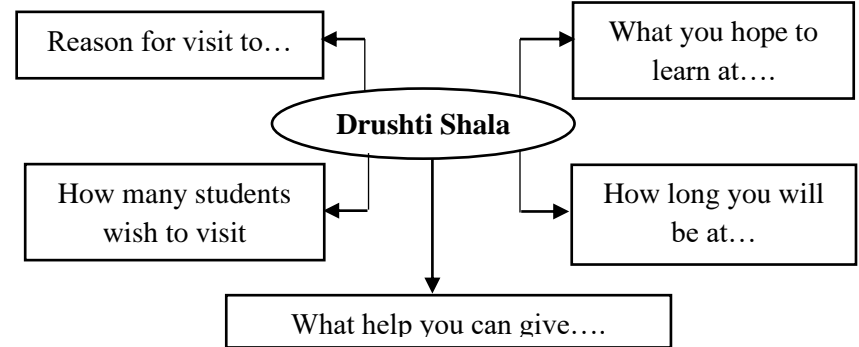 Reason for visit to…
What you hope to
learn at….
Drushti Shala
How many students
wish to visit
How long you will
be at…
What help you can give….